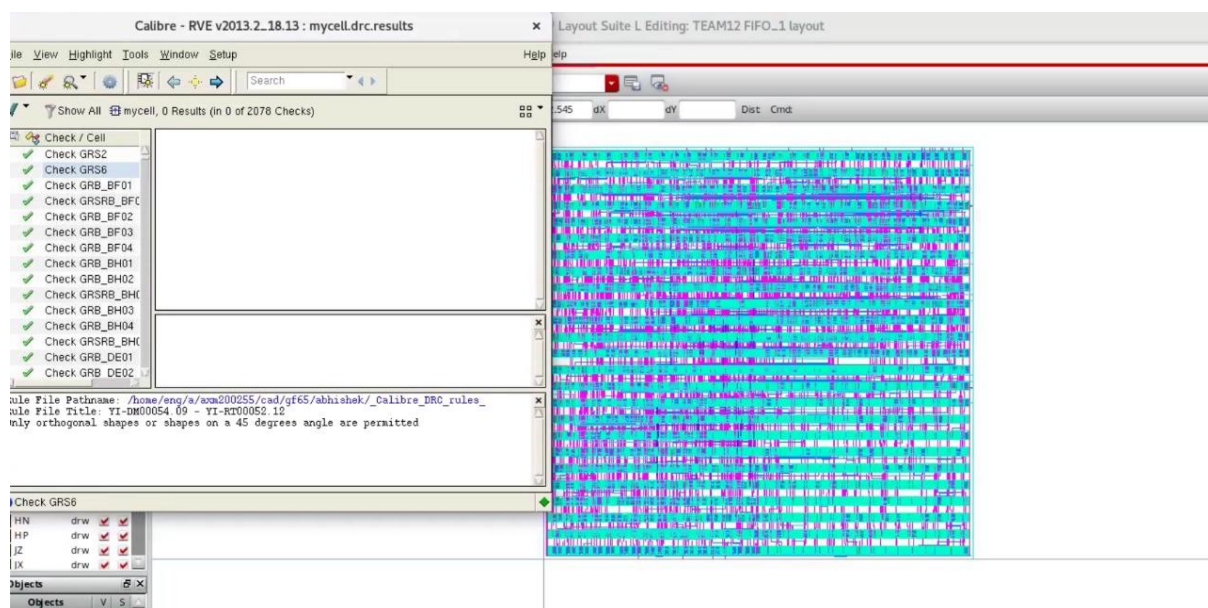 Calibre - RVE v2013.2_18.13 : mycell.drc.results
Layout Suite L Editing: TEAM12 FIFO_1 layout
ile View Highlight Tools Window Setup Help
elp
Search
Show All mycell, 0 Results (in 0 of 2078 Checks)
.545 dX dY Dist Cmd:
Check / Cell
Check GRS2
Check GRS6
Check GRB_BF01
Check GRSRB_BF0
Check GRB_BF02
Check GRB_BF03
Check GRB_BF04
Check GRB_BH01
Check GRB_BH02
Check GRSRB_BH0
Check GRB_BH03
Check GRB_BH04
Check GRSRB_BH0
Check GRB_DE01
Check GRB_DE02
ule File Pathname: /home/eng/a/axm200255/cad/gf65/abhishek/_Calibre_DRC_rules_
ule File Title: YI-DM00054.09 - YI-RT00052.12
nly orthogonal shapes or shapes on a 45 degrees angle are permitted
Check GRS6
HN drw
HP drw
JZ drw
JX drw
Objects
Objects V S